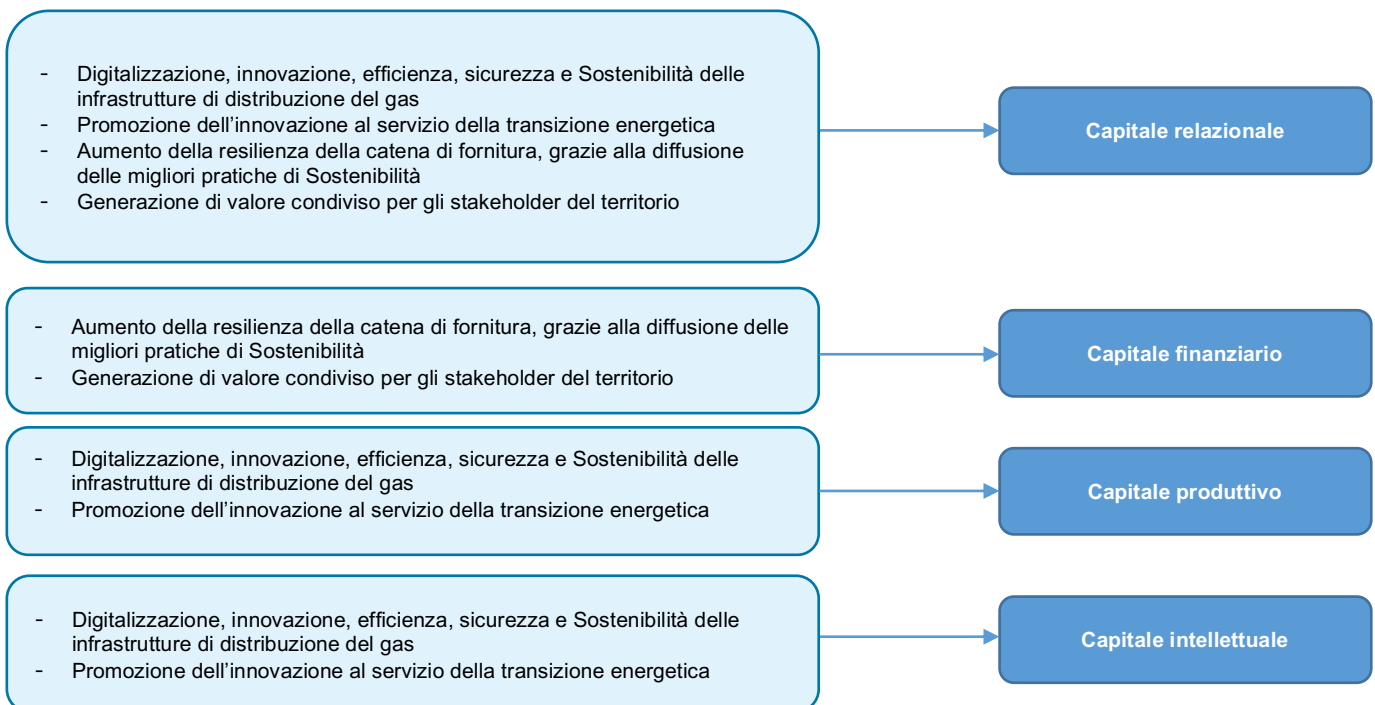 - Digitalizzazione, innovazione, efficienza, sicurezza e Sostenibilità delle
infrastrutture di distribuzione del gas
- Promozione dell’innovazione al servizio della transizione energetica
- Aumento della resilienza della catena di fornitura, grazie alla diffusione
delle migliori pratiche di Sostenibilità
- Generazione di valore condiviso per gli stakeholder del territorio
Capitale relazionale
- Aumento della resilienza della catena di fornitura, grazie alla diffusione delle
migliori pratiche di Sostenibilità
- Generazione di valore condiviso per gli stakeholder del territorio
Capitale finanziario
- Digitalizzazione, innovazione, efficienza, sicurezza e Sostenibilità delle
infrastrutture di distribuzione del gas
- Promozione dell’innovazione al servizio della transizione energetica
Capitale produttivo
- Digitalizzazione, innovazione, efficienza, sicurezza e Sostenibilità delle
infrastrutture di distribuzione del gas
- Promozione dell’innovazione al servizio della transizione energetica
Capitale intellettuale